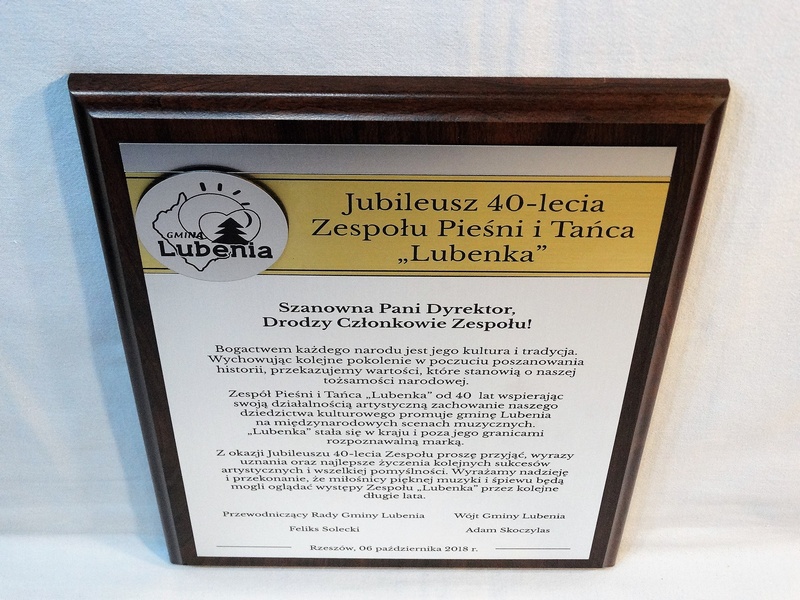 GMINA
Lubenia
Jubileusz 40-lecia
Zespołu Pieśni i Tańca
„Lubenka”
Szanowna Pani Dyrektor,
Drodzy Członkowie Zespołu!
Bogactwem każdego narodu jest jego kultura i tradycja.
Wychowując kolejne pokolenie w poczuciu poszanowania
historii, przekazujemy wartości, które stanowią o naszej
tożsamości narodowej.
Zespół Pieśni i Tańca „Lubenka” od 40 lat wspierając
swoją działalnością artystyczną zachowanie naszego
dziedzictwa kulturowego promuje gminę Lubenia
na międzynarodowych scenach muzycznych.
„Lubenka” stała się w kraju i poza jego granicami
rozpoznawalną marką.
Z okazji Jubileuszu 40-lecia Zespołu proszę przyjąć, wyrazy
uznania oraz najlepsze życzenia kolejnych sukcesów
artystycznych i wszelkiej pomyślności. Wyrażamy nadzieję
i przekonanie, że miłośnicy pięknej muzyki i śpiewu będą
mogli oglądać występy Zespołu „Lubenka” przez kolejne
długie lata.
Przewodniczący Rady Gminy Lubenia Wójt Gminy Lubenia
Feliks Solecki Adam Skoczylas
Rzeszów, 06 października 2018 r.